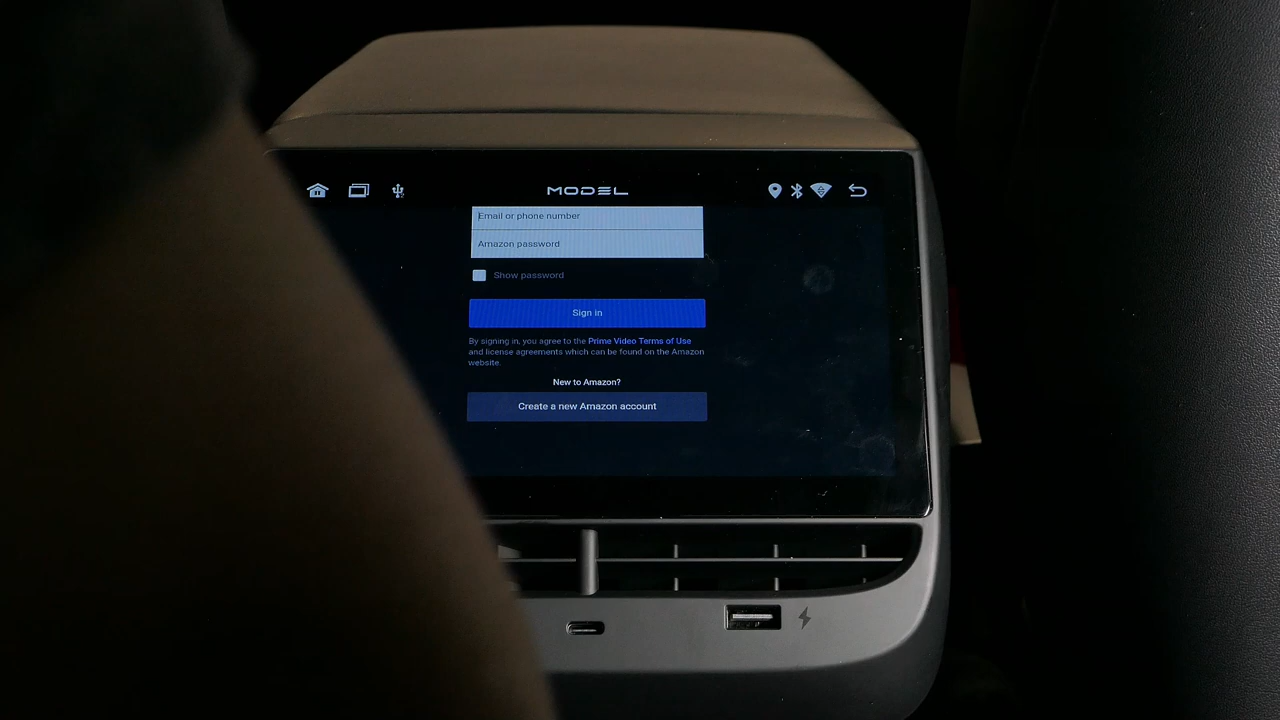 MODEL
Email or phone number
Amazon password
Show password
Sign in
By signing in, you agree to the Prime Video Terms of Use
and license agreements which can be found on the Amazon
website.
New to Amazon?
Create a new Amazon account